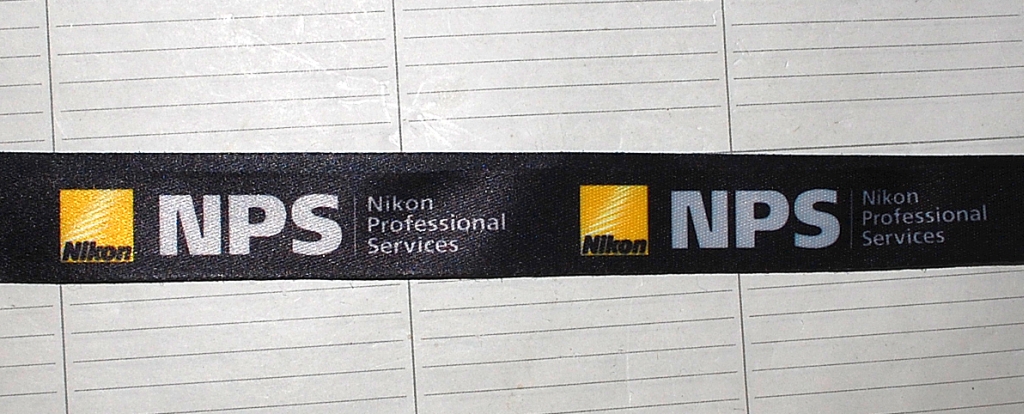 Nikon NPS Nikon
Professional
Services
Nikon NPS Nikon
Professional
Services